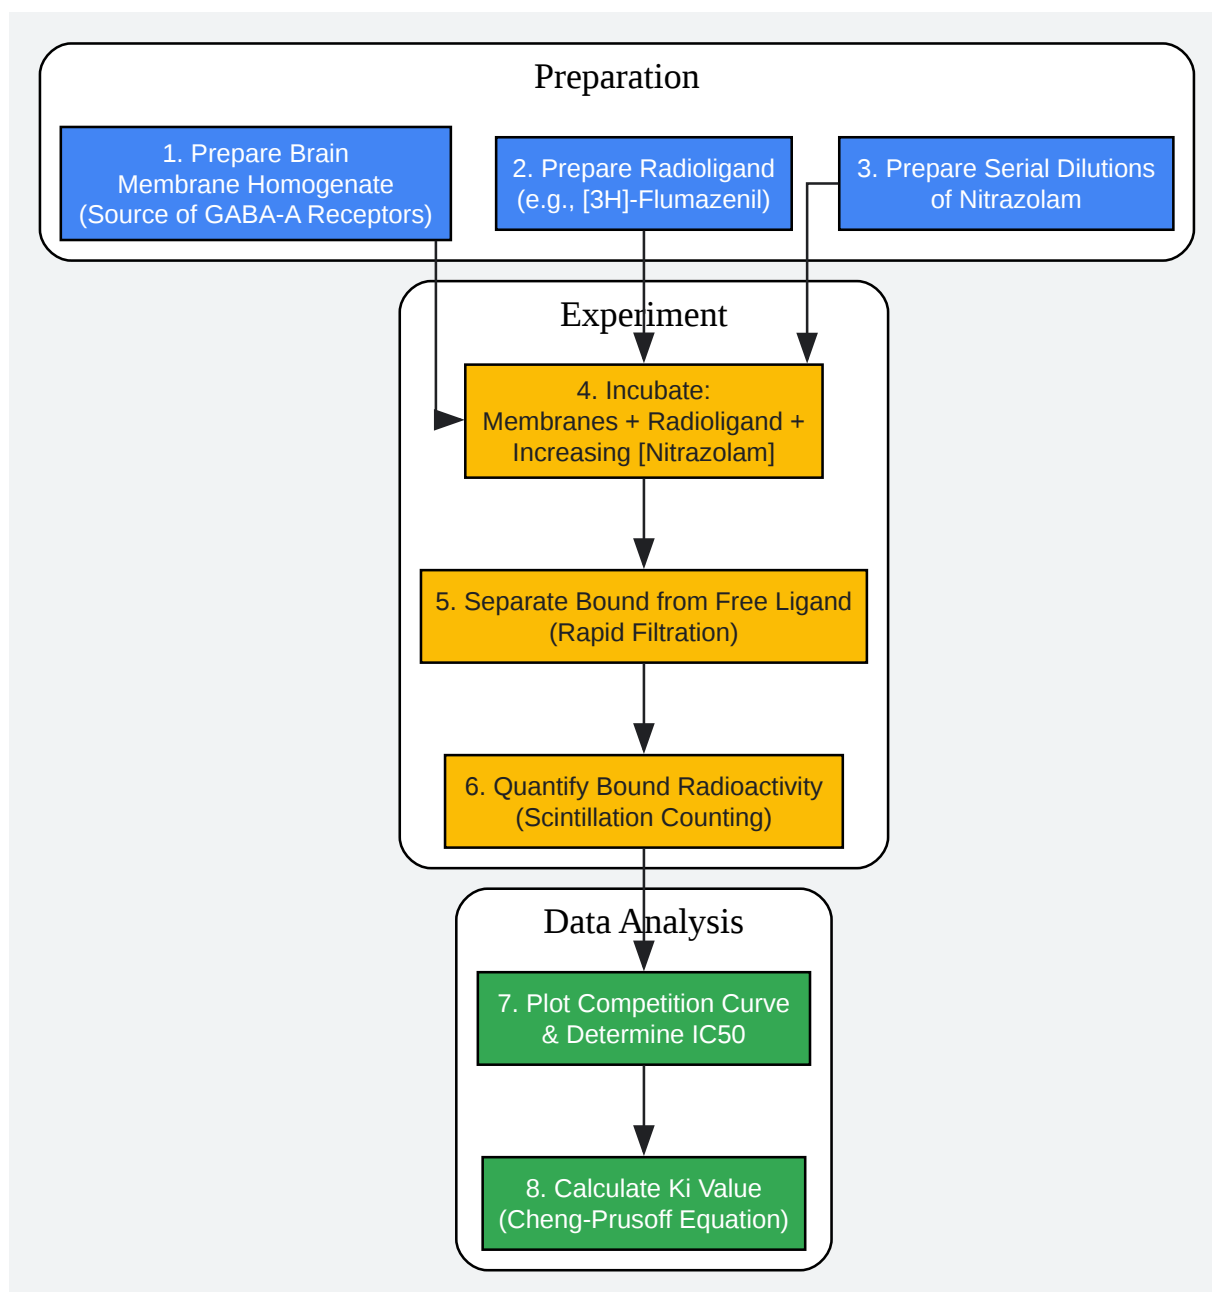 Preparation
1. Prepare Brain
Membrane Homogenate
(Source of GABA-A Receptors)
2. Prepare Radioligand
(e.g., [3H]-Flumazenil)
3. Prepare Serial Dilutions
of Nitrazolam
Experiment
4. Incubate:
Membranes + Radioligand +
Increasing [Nitrazolam]
5. Separate Bound from Free Ligand
(Rapid Filtration)
6. Quantify Bound Radioactivity
(Scintillation Counting)
Data Analysis
7. Plot Competition Curve
& Determine IC50
8. Calculate Ki Value
(Cheng-Prusoff Equation)